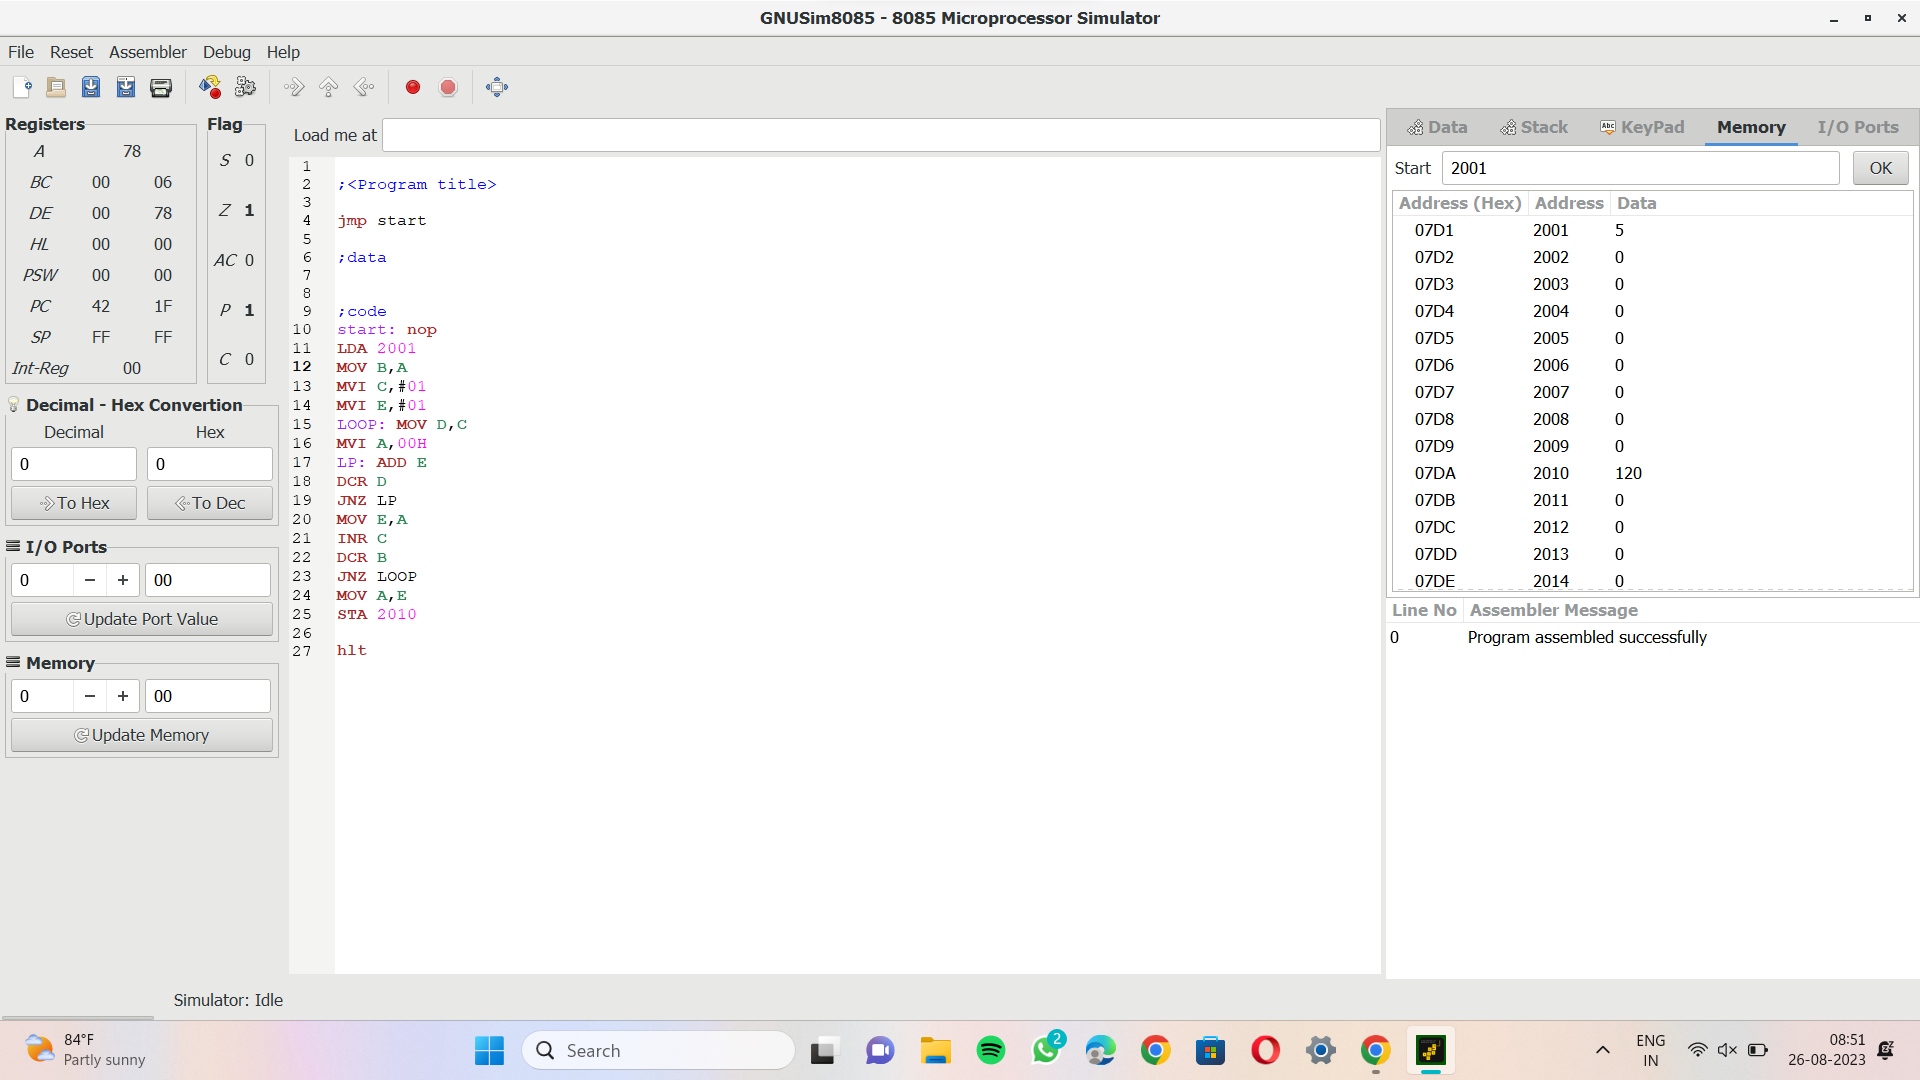 GNUSim8085 - 8085 Microprocessor Simulator
File Reset Assembler Debug Help
Registers
A 78
BC 00 06
DE 00 78
HL 00 00
PSW 00 00
PC 42 1F
SP FF FF
Int-Reg 00
Flag
S 0
Z 1
AC 0
P 1
C 0
Decimal - Hex Convertion
Decimal Hex
0 0
To Hex To Dec
I/O Ports
0 − + 00
Update Port Value
Memory
0 − + 00
Update Memory
Load me at
1
2 ;<Program title>
3
4 jmp start
5
6 ;data
7
8
9 ;code
10 start: nop
11 LDA 2001
12 MOV B,A
13 MVI C,#01
14 MVI E,#01
15 LOOP: MOV D,C
16 MVI A,00H
17 LP: ADD E
18 DCR D
19 JNZ LP
20 MOV E,A
21 INR C
22 DCR B
23 JNZ LOOP
24 MOV A,E
25 STA 2010
26
27 hlt
Data Stack Abc KeyPad Memory I/O Ports
Start 2001 OK
Address (Hex) Address Data
07D1 2001 5
07D2 2002 0
07D3 2003 0
07D4 2004 0
07D5 2005 0
07D6 2006 0
07D7 2007 0
07D8 2008 0
07D9 2009 0
07DA 2010 120
07DB 2011 0
07DC 2012 0
07DD 2013 0
07DE 2014 0
Line No Assembler Message
0 Program assembled successfully
Simulator: Idle
84°F
Partly sunny
Search
2
ENG
IN
08:51
26-08-2023